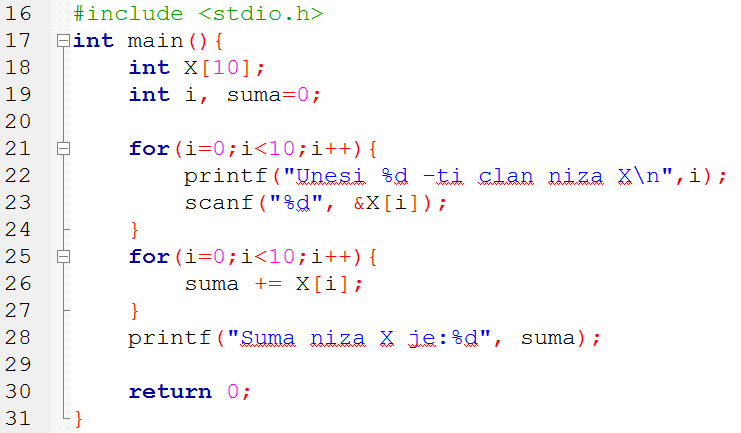 16 #include <stdio.h>
17 int main(){
18 int X[10];
19 int i, suma=0;
20
21 for(i=0;i<10;i++){
22 printf("Unesi %d -ti clan niza X\n",i);
23 scanf("%d", &X[i]);
24 }
25 for(i=0;i<10;i++){
26 suma += X[i];
27 }
28 printf("Suma niza X je:%d", suma);
29
30 return 0;
31 }